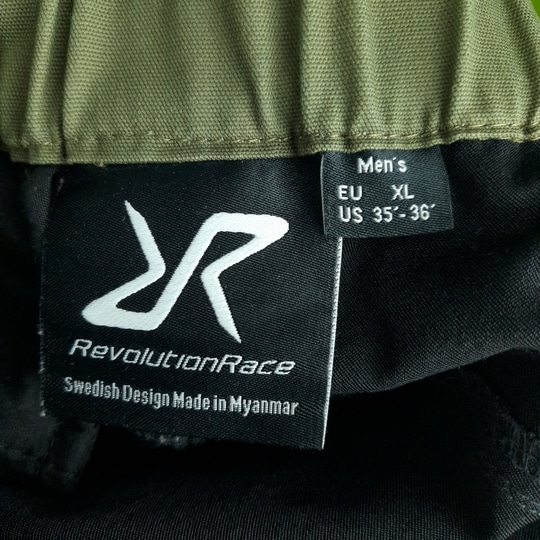 Men's
EU XL
US 35´-36´
RevolutionRace
Swedish Design Made in Myanmar